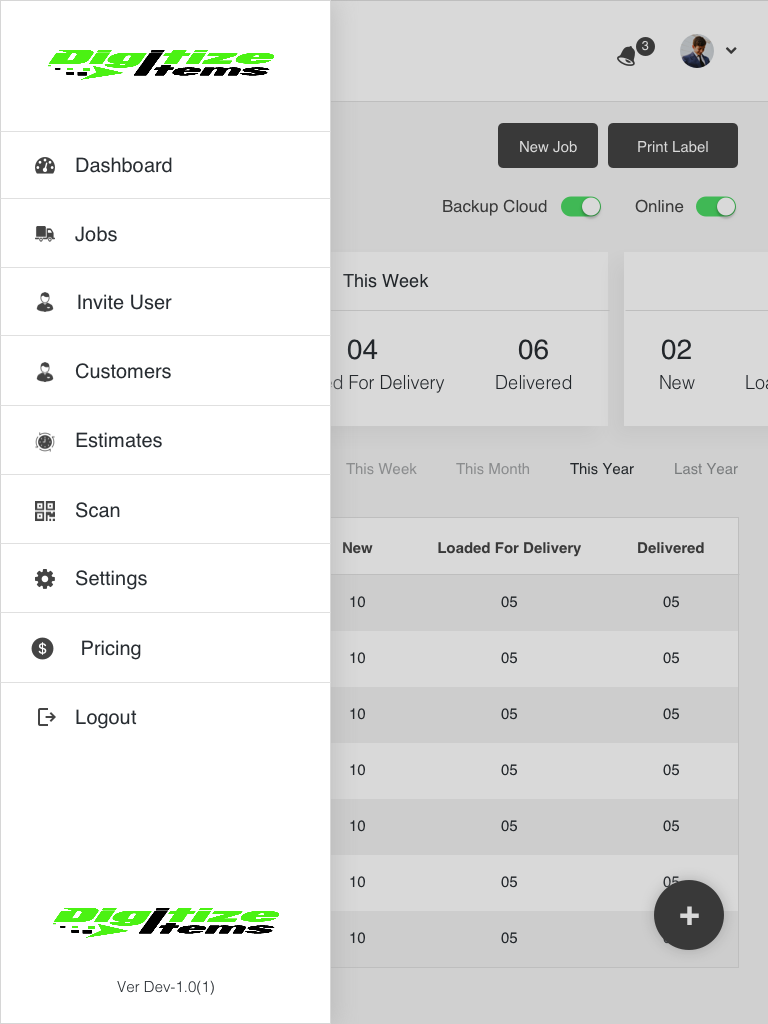 Digitize
Items
3
New Job
Print Label
Dashboard
Backup Cloud
Online
Jobs
This Week
Invite User
04
06
02
ed For Delivery
Delivered
New
Loa
Customers
Estimates
This Week
This Month
This Year
Last Year
Scan
New
Loaded For Delivery
Delivered
Settings
10
05
05
$ Pricing
10
05
05
Logout
10
05
05
10
05
05
10
05
05
10
05
05
Digitize
Items
10
05
+
Ver Dev-1.0(1)